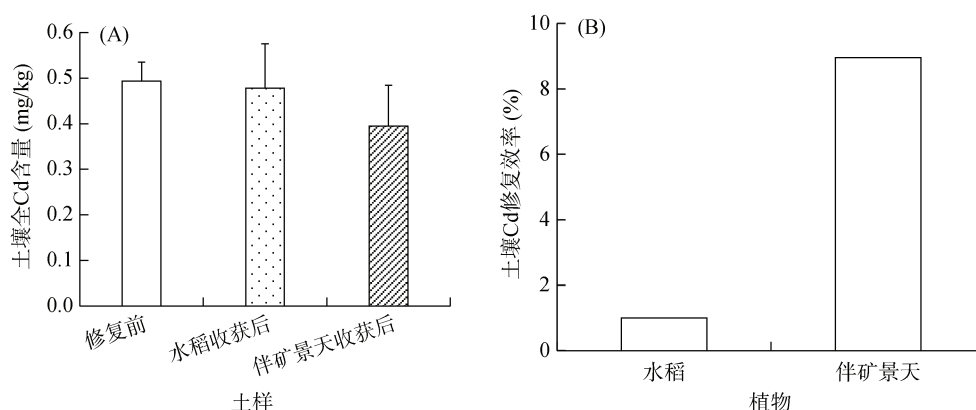 (A)
土壤全Cd含量 (mg/kg)
0.6
0.5
0.4
0.3
0.2
0.1
0.0
修复前
水稻收获后
伴矿景天收获后
土样
(B)
土壤Cd修复效率 (%)
10
8
6
4
2
0
水稻
伴矿景天
植物